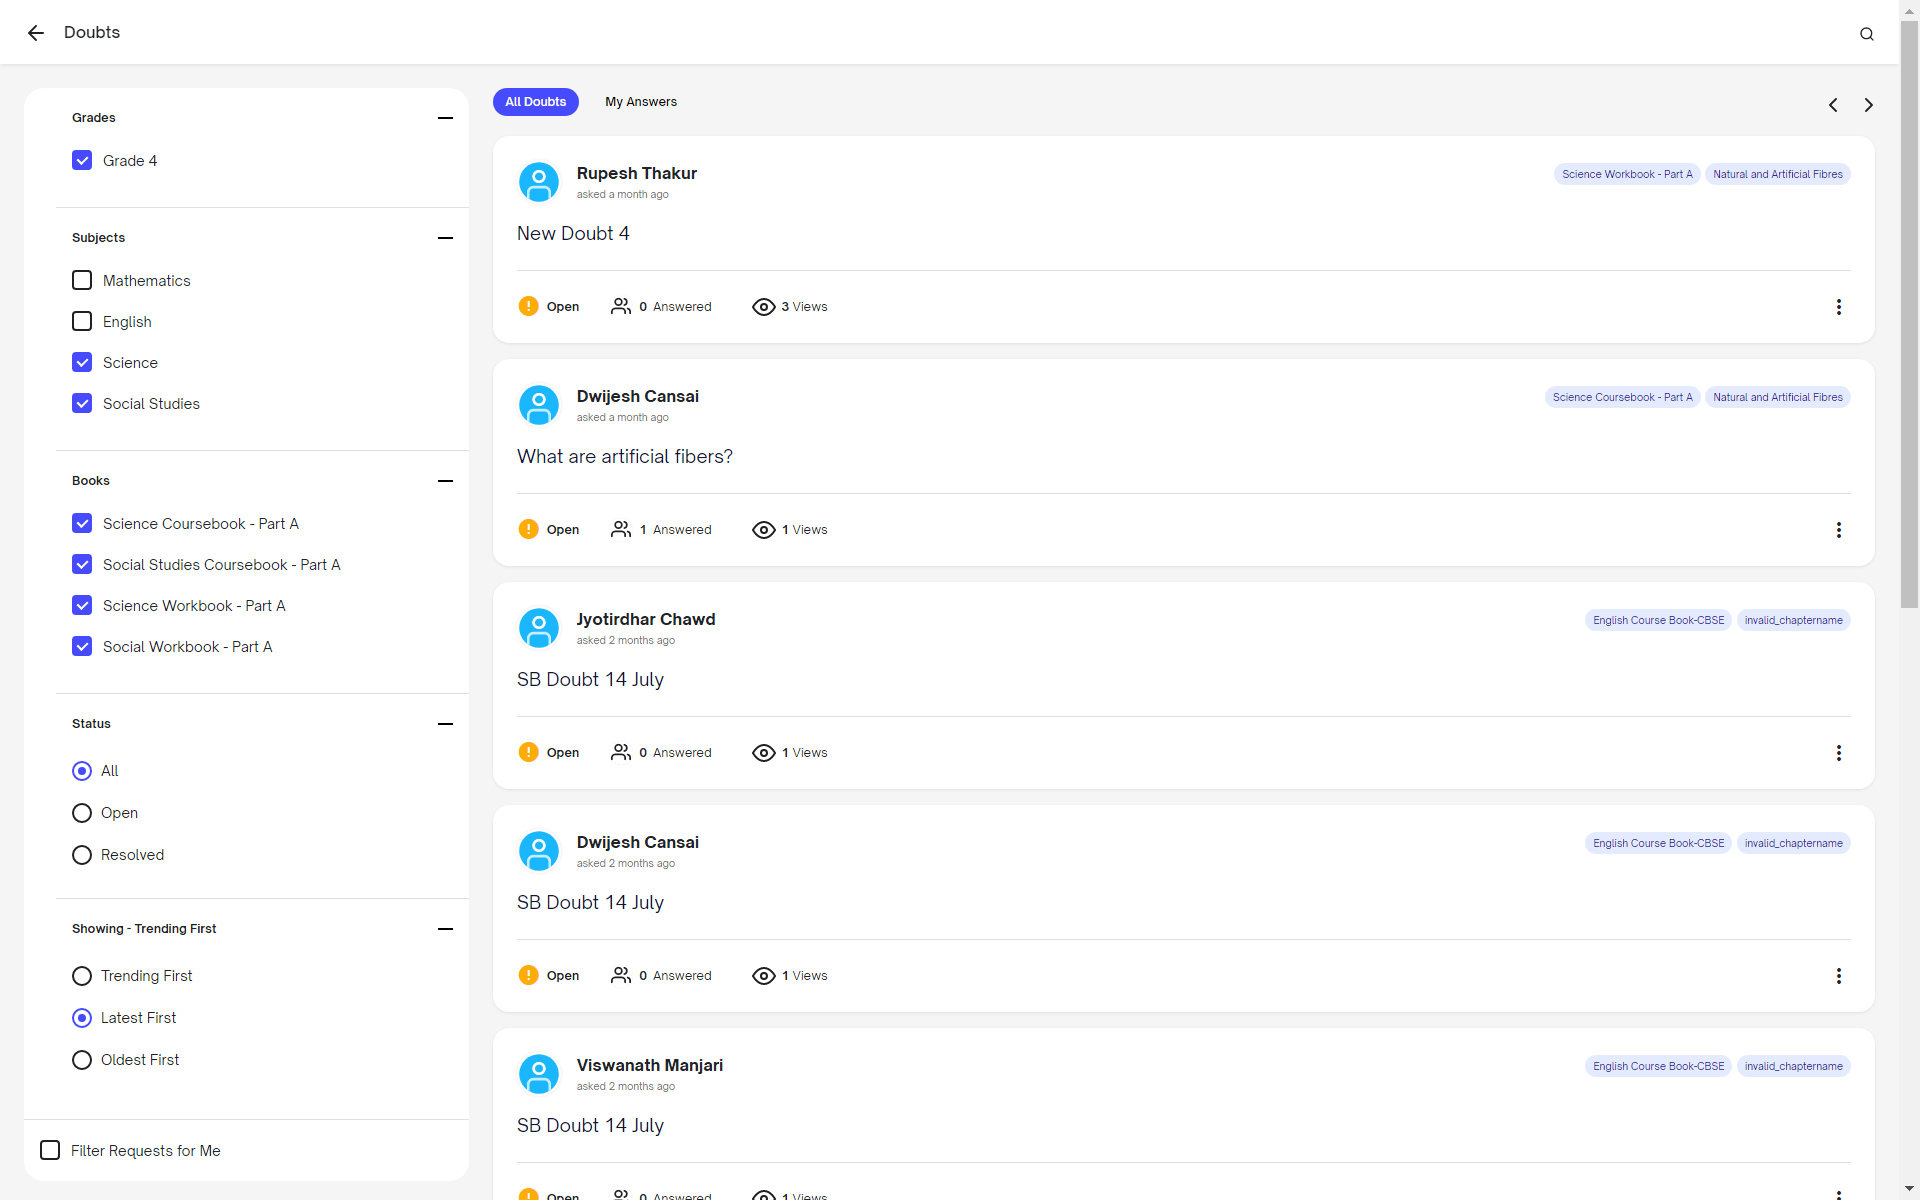 Doubts
Grades
Grade 4
Subjects
Mathematics
English
Science
Social Studies
Books
Science Coursebook - Part A
Social Studies Coursebook - Part A
Science Workbook - Part A
Social Workbook - Part A
Status
All
Open
Resolved
Showing - Trending First
Trending First
Latest First
Oldest First
Filter Requests for Me
All Doubts My Answers
Rupesh Thakur
asked a month ago
Science Workbook - Part A Natural and Artificial Fibres
New Doubt 4
Open 0 Answered 3 Views
Dwijesh Cansai
asked a month ago
Science Coursebook - Part A Natural and Artificial Fibres
What are artificial fibers?
Open 1 Answered 1 Views
Jyotirdhar Chawd
asked 2 months ago
English Course Book-CBSE invalid_chaptername
SB Doubt 14 July
Open 0 Answered 1 Views
Dwijesh Cansai
asked 2 months ago
English Course Book-CBSE invalid_chaptername
SB Doubt 14 July
Open 0 Answered 1 Views
Viswanath Manjari
asked 2 months ago
English Course Book-CBSE invalid_chaptername
SB Doubt 14 July
Open 0 Answered 1 Views